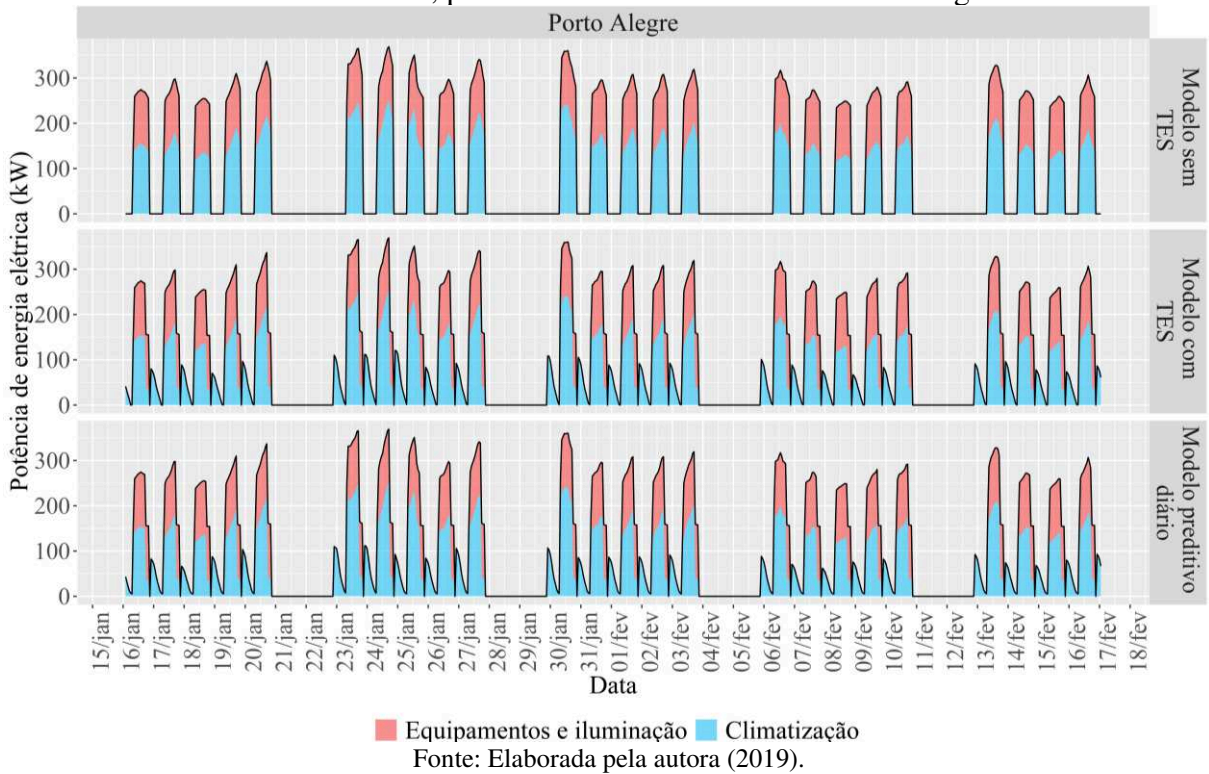 Porto Alegre
Potência de energia elétrica (kW)
300
200
100
0
Modelo sem
TES
300
200
100
0
Modelo com
TES
300
200
100
0
Modelo preditivo
diário
15/jan
16/jan
17/jan
18/jan
19/jan
20/jan
21/jan
22/jan
23/jan
24/jan
25/jan
26/jan
27/jan
28/jan
29/jan
30/jan
31/jan
01/fev
02/fev
03/fev
04/fev
05/fev
06/fev
07/fev
08/fev
09/fev
10/fev
11/fev
12/fev
13/fev
14/fev
15/fev
16/fev
17/fev
18/fev
Data
Equipamentos e iluminação Climatização
Fonte: Elaborada pela autora (2019).